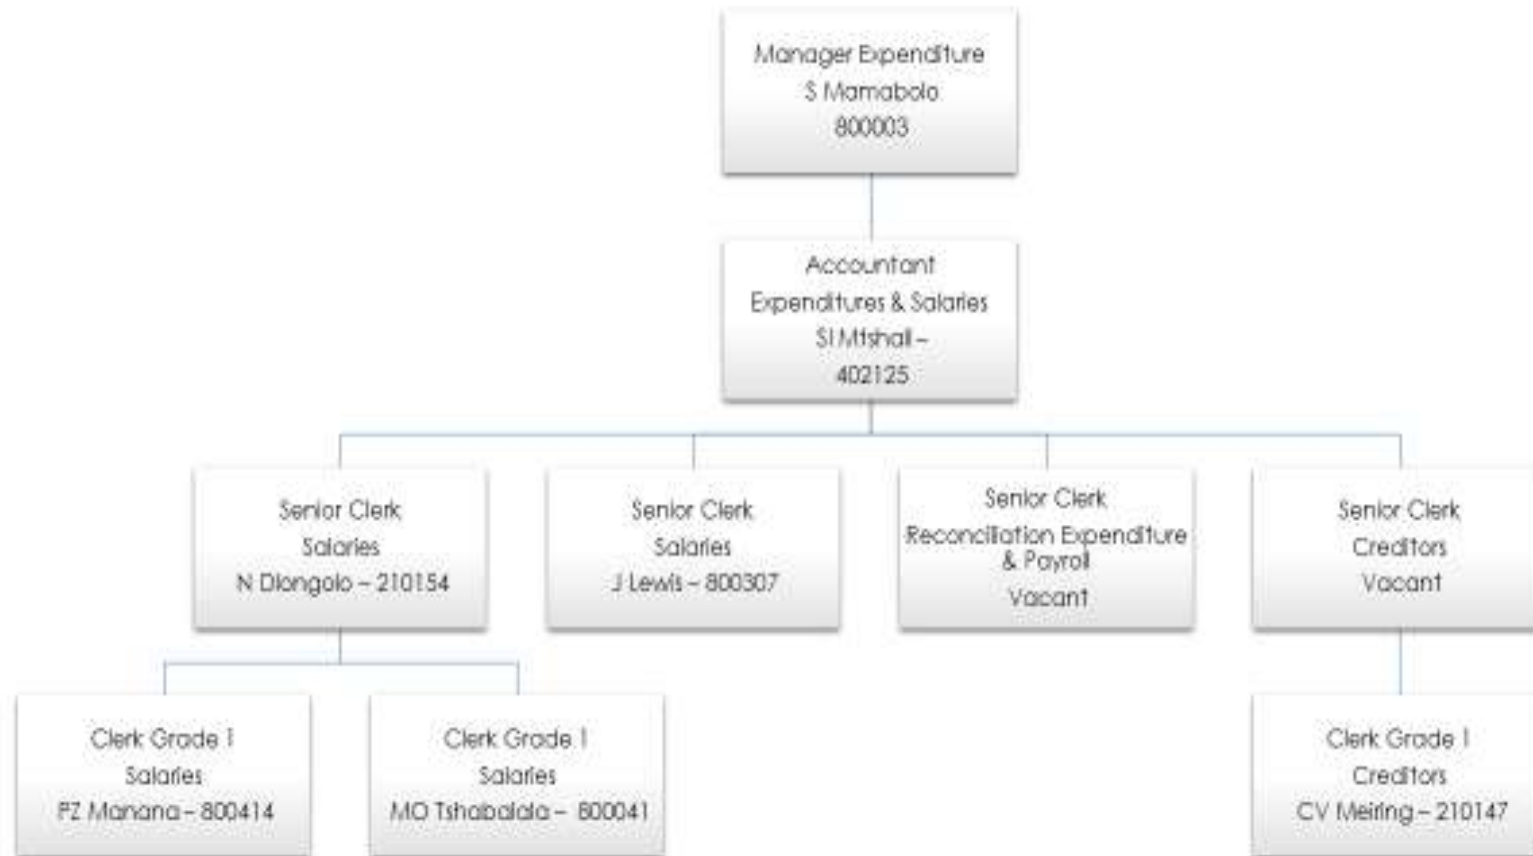 Manager Expenditure
S Mamabolo
800003
Accountant
Expenditures & Salaries
SI Mtshali –
402125
Senior Clerk
Salaries
N Dlongolo – 210154
Senior Clerk
Salaries
J Lewis – 800307
Senior Clerk
Reconciliation Expenditure
& Payroll
Vacant
Senior Clerk
Creditors
Vacant
Clerk Grade 1
Salaries
PZ Manana – 800414
Clerk Grade 1
Salaries
MO Tshabalala – 800041
Clerk Grade 1
Creditors
CV Meiring – 210147